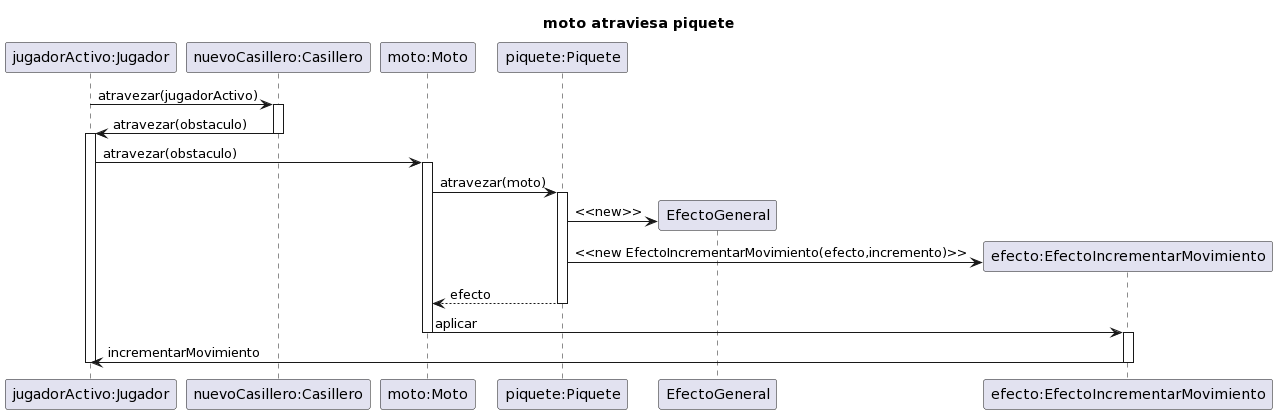 moto atraviesa piquete
jugadorActivo:Jugador
nuevoCasillero:Casillero
moto:Moto
piquete:Piquete
atravezar(jugadorActivo)
atravezar(obstaculo)
atravezar(obstaculo)
atravezar(moto)
<<new>>
EfectoGeneral
<<new EfectoIncrementarMovimiento(efecto,incremento)>>
efecto:EfectoIncrementarMovimiento
efecto
aplicar
incrementarMovimiento
jugadorActivo:Jugador
nuevoCasillero:Casillero
moto:Moto
piquete:Piquete
EfectoGeneral
efecto:EfectoIncrementarMovimiento